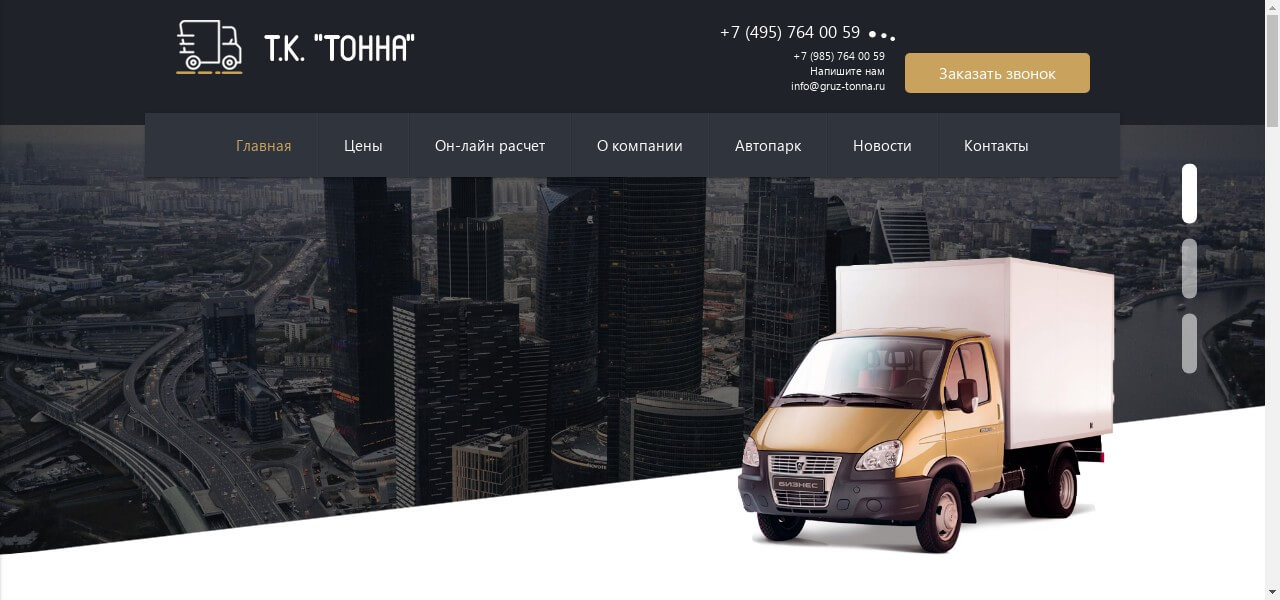 Т.К. "ТОННА"
+7 (495) 764 00 59
+7 (985) 764 00 59
Напишите нам
info@gruz-tonna.ru
Заказать звонок
Главная
Цены
Он-лайн расчет
О компании
Автопарк
Новости
Контакты
БИЗНЕС